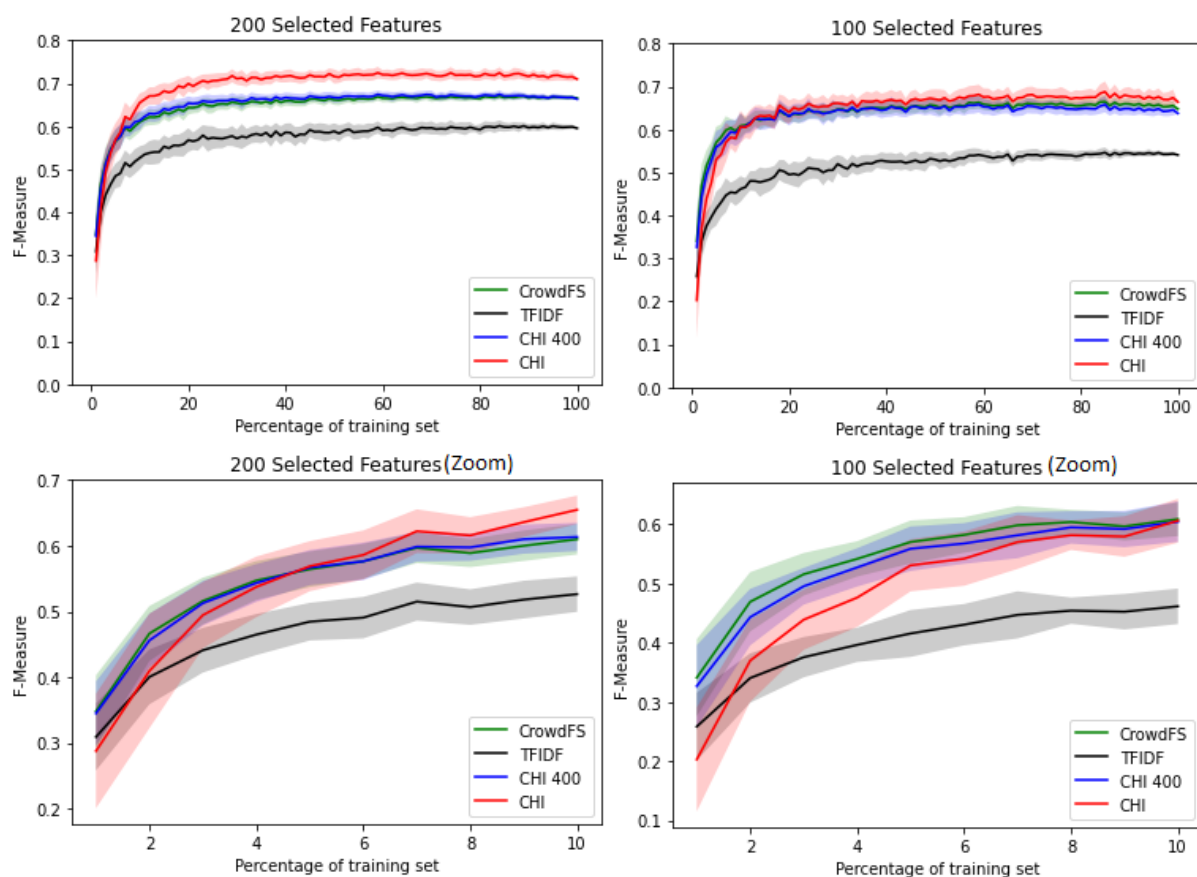 200 Selected Features
0.8
0.7
0.6
0.5
0.4
0.3
0.2
0.1
0.0
F-Measure
CrowdFS
TFIDF
CHI 400
CHI
0 20 40 60 80 100
Percentage of training set
100 Selected Features
0.8
0.7
0.6
0.5
0.4
0.3
0.2
0.1
0.0
F-Measure
CrowdFS
TFIDF
CHI 400
CHI
0 20 40 60 80 100
Percentage of training set
200 Selected Features (Zoom)
0.7
0.6
0.5
0.4
0.3
0.2
F-Measure
CrowdFS
TFIDF
CHI 400
CHI
2 4 6 8 10
Percentage of training set
100 Selected Features (Zoom)
0.6
0.5
0.4
0.3
0.2
0.1
F-Measure
CrowdFS
TFIDF
CHI 400
CHI
2 4 6 8 10
Percentage of training set